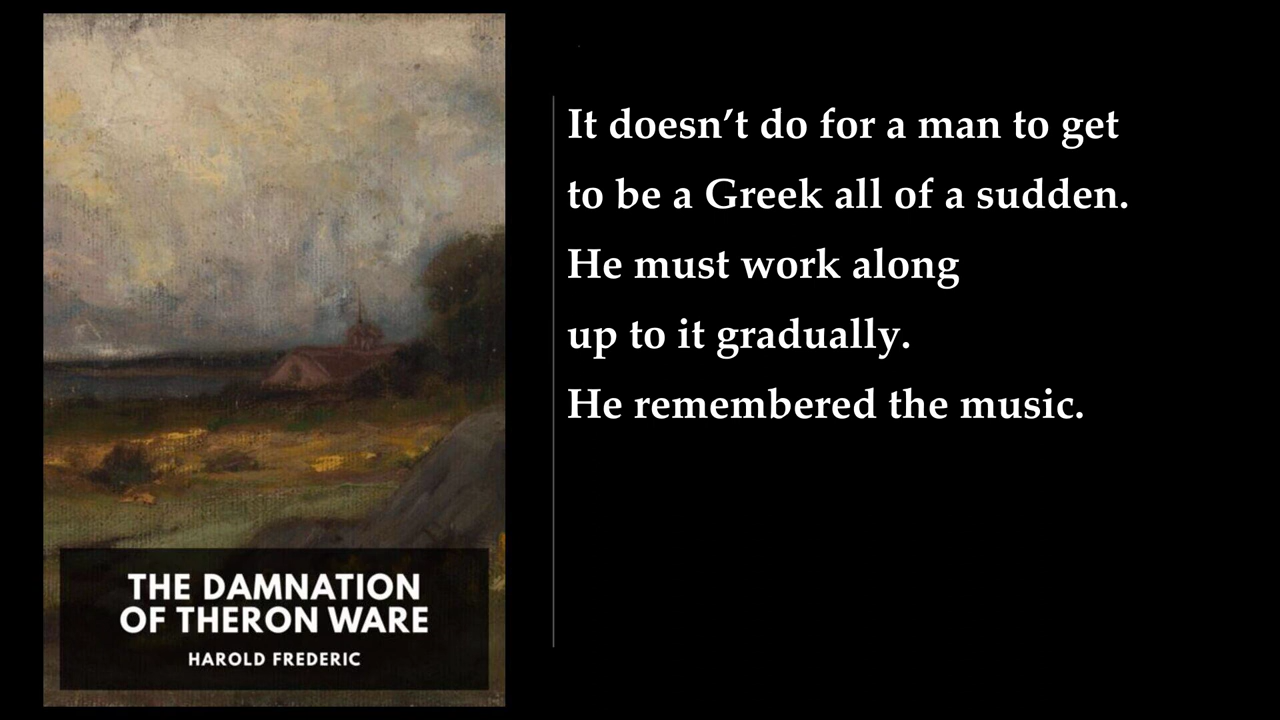 It doesn’t do for a man to get
to be a Greek all of a sudden.
He must work along
up to it gradually.
He remembered the music.
THE DAMNATION
OF THERON WARE
HAROLD FREDERIC